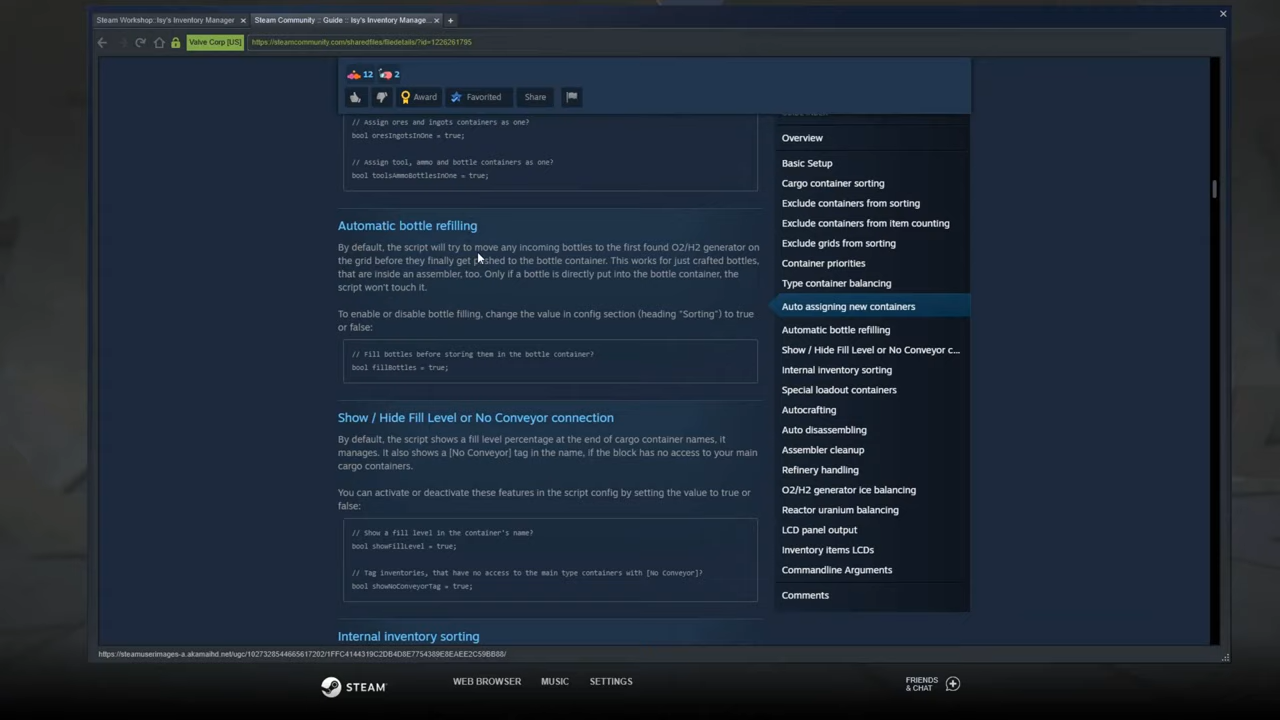 Steam Workshop: Isy's Inventory Manager
Steam Community :: Guide :: Isy's Inventory Manage...
Valve Corp [US]
https://steamcommunity.com/sharedfiles/filedetails/?id=1226261795
12
2
Award
Favorited
Share
// Assign ores and ingots containers as one?
bool oresIngotsInOne = true;
// Assign tool, ammo and bottle containers as one?
bool toolsAmmoBottlesInOne = true;
Automatic bottle refilling
By default, the script will try to move any incoming bottles to the first found O2/H2 generator on
the grid before they finally get pushed to the bottle container. This works for just crafted bottles,
that are inside an assembler. too. Only if a bottle is directly put into the bottle container, the
script won't touch it.
To enable or disable bottle filling, change the value in config section (heading "Sorting") to true
or false:
// Fill bottles before storing them in the bottle container?
bool fillBottles = true;
Show / Hide Fill Level or No Conveyor connection
By default, the script shows a fill level percentage at the end of cargo container names, it
manages. It also shows a [No Conveyor] tag in the name, if the block has no access to your main
cargo containers.
You can activate or deactivate these features in the script config by setting the value to true or
false:
// Show a fill level in the container's name?
bool showFillLevel = true;
// Tag inventories, that have no access to the main type containers with [No Conveyor]?
bool showNoConveyorTag = true;
Internal inventory sorting
Overview
Basic Setup
Cargo container sorting
Exclude containers from sorting
Exclude containers from item counting
Exclude grids from sorting
Container priorities
Type container balancing
Auto assigning new containers
Automatic bottle refilling
Show / Hide Fill Level or No Conveyor c...
Internal inventory sorting
Special loadout containers
Autocrafting
Auto disassembling
Assembler cleanup
Refinery handling
O2/H2 generator ice balancing
Reactor uranium balancing
LCD panel output
Inventory items LCDs
Commandline Arguments
Comments
STEAM
WEB BROWSER
MUSIC
SETTINGS
FRIENDS
& CHAT